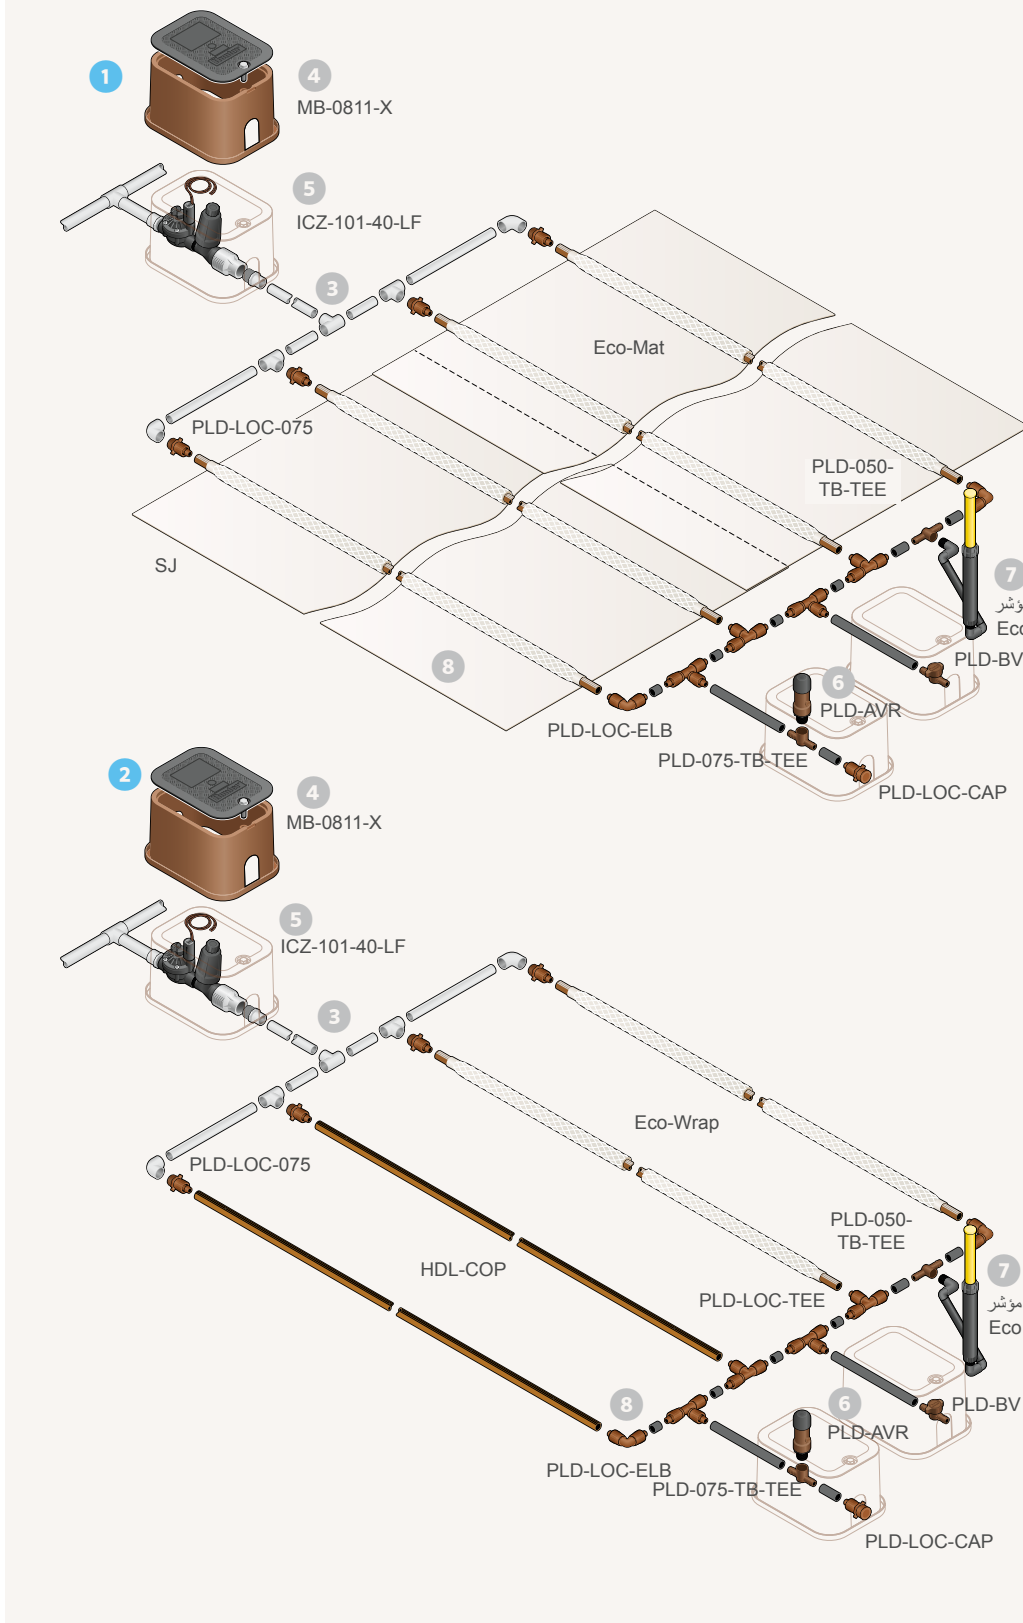 1
4
MB-0811-X
5
ICZ-101-40-LF
3
Eco-Mat
PLD-LOC-075
PLD-050-
TB-TEE
SJ
7
Eco
8
PLD-BV
6
PLD-AVR
PLD-LOC-ELB
PLD-075-TB-TEE
PLD-LOC-CAP
2
4
MB-0811-X
5
ICZ-101-40-LF
3
Eco-Wrap
PLD-LOC-075
PLD-050-
TB-TEE
HDL-COP
7
مؤشر
Eco
PLD-LOC-TEE
8
6
PLD-BV
PLD-AVR
PLD-LOC-ELB
PLD-075-TB-TEE
PLD-LOC-CAP